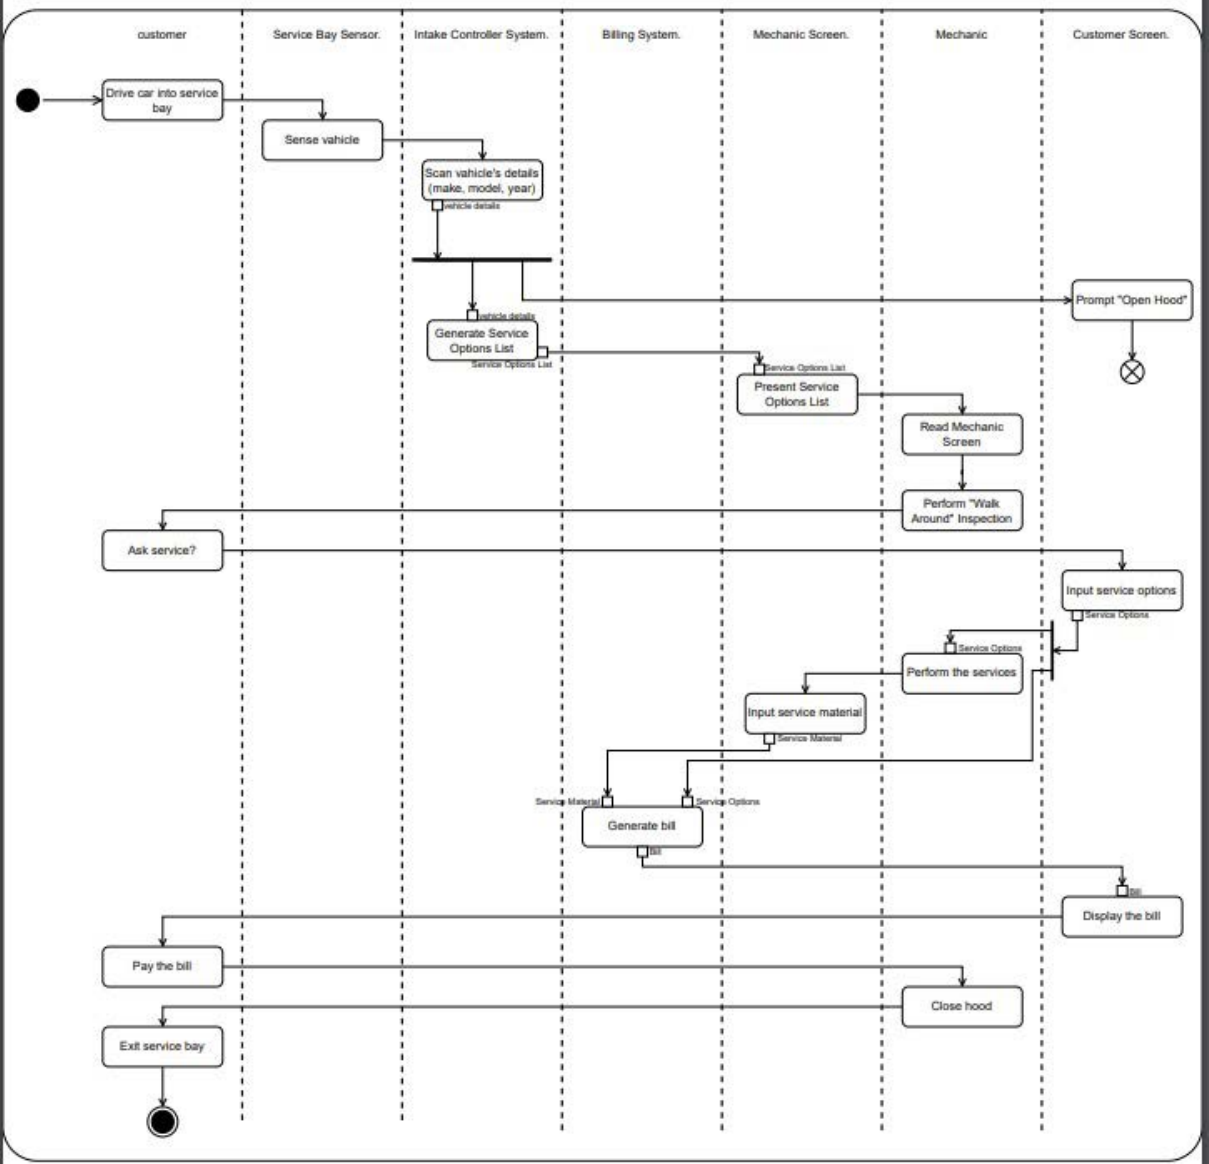 customer
Service Bay Sensor.
Intake Controller System.
Billing System.
Mechanic Screen.
Mechanic
Customer Screen.
Drive car into service
bay
Sense vahicle
Scan vahicle's details
(make, model, year)
vehicle details
Prompt "Open Hood"
vehicle details
Generate Service
Options List
Service Options List
Service Options List
Present Service
Options List
Read Mechanic
Screen
Perform "Walk
Around" Inspection
Ask service?
Input service options
Service Options
Service Options
Perform the services
Input service material
Service Material
Service Material
Service Options
Generate bill
Bill
Bill
Display the bill
Pay the bill
Close hood
Exit service bay